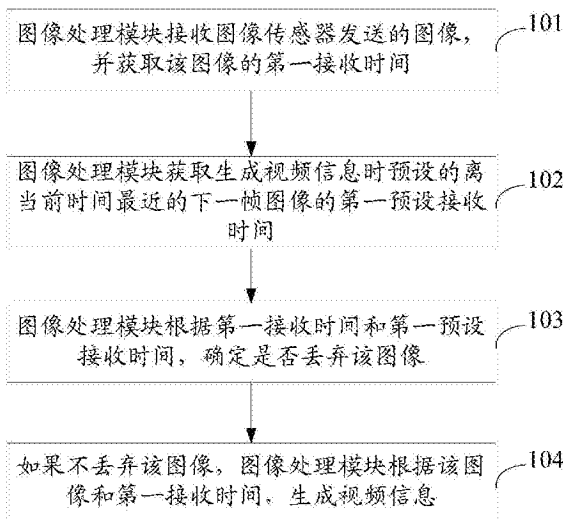 图像处理模块接收图像传感器发送的图像，
并获取该图像的第一接收时间
101
图像处理模块获取生成视频信息时预设的离
当前时间最近的下一帧图像的第一预设接收
时间
102
图像处理模块根据第一接收时间和第一预设
接收时间，确定是否丢弃该图像
103
如果不丢弃该图像，图像处理模块根据该图
像和第一接收时间，生成视频信息
104